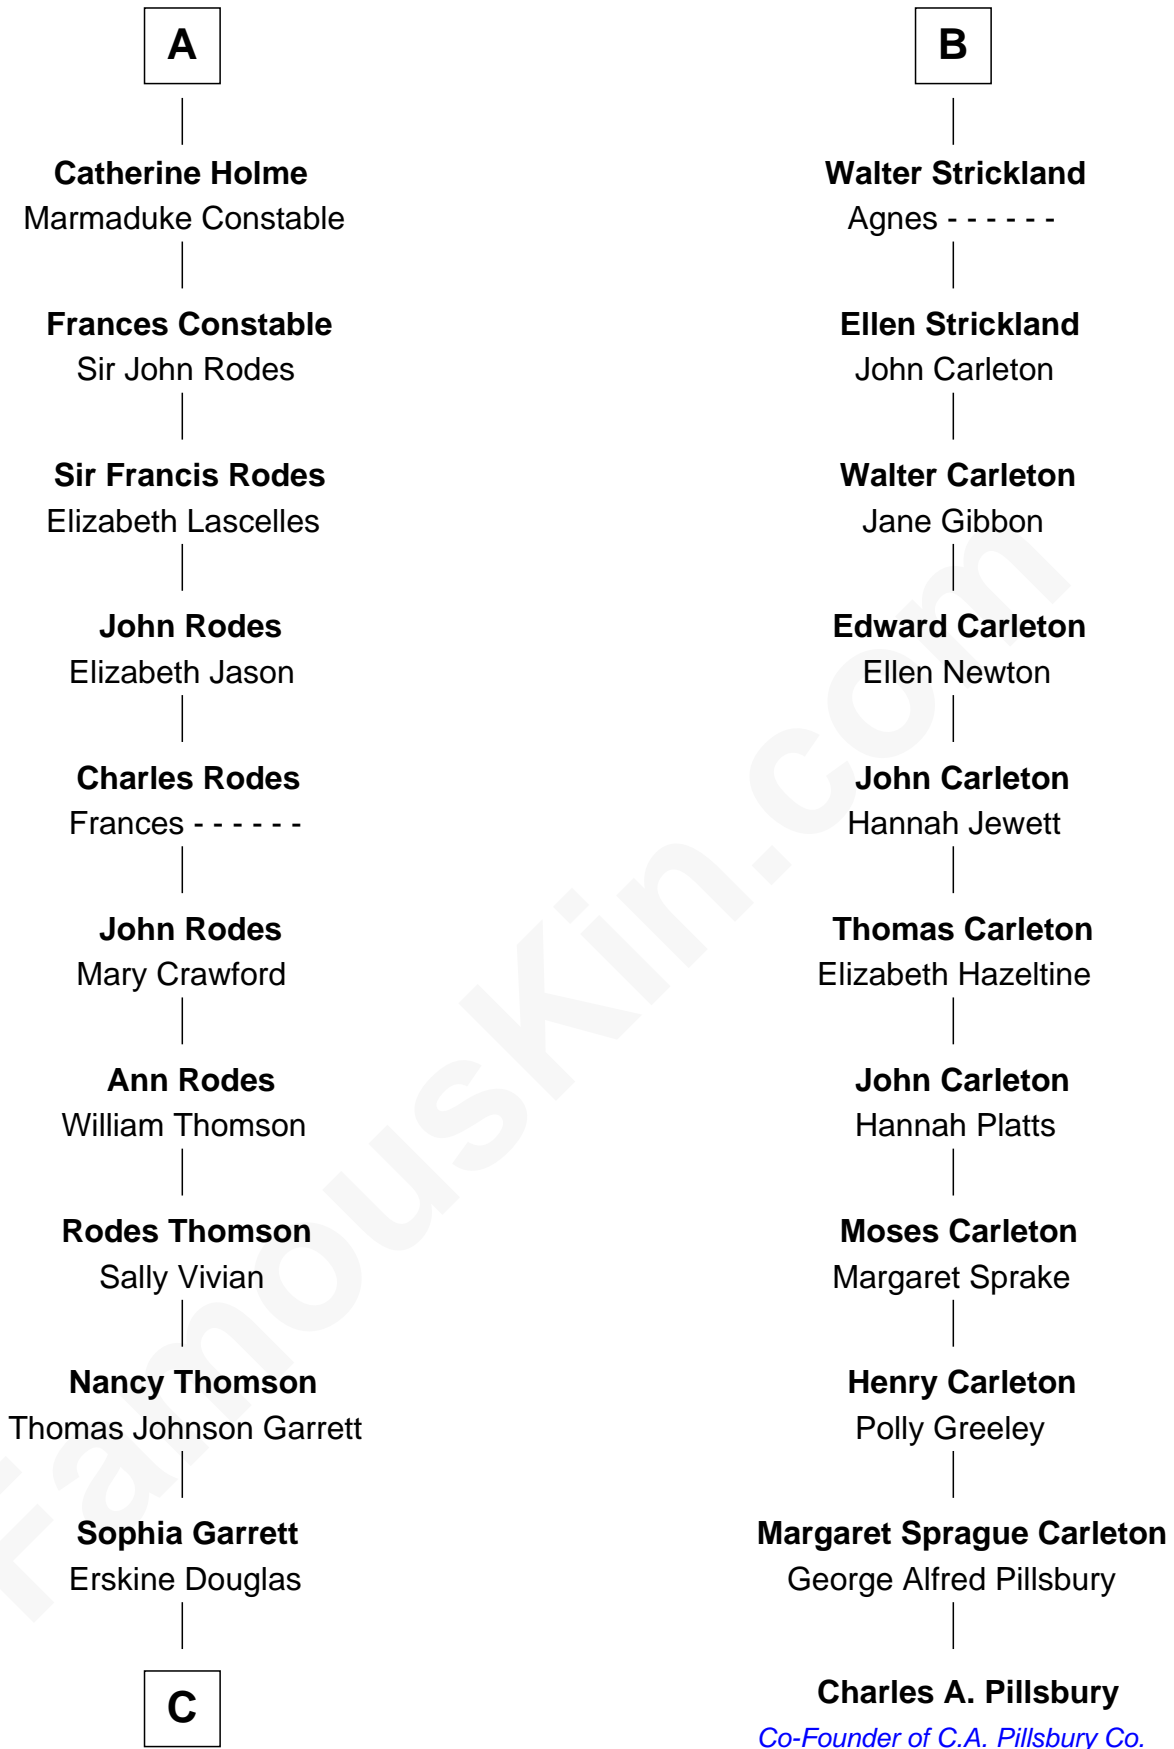 A
Catherine Holme
Marmaduke Constable
Frances Constable
Sir John Rodes
Sir Francis Rodes
Elizabeth Lascelles
John Rodes
Elizabeth Jason
Charles Rodes
Frances - - - - - -
John Rodes
Mary Crawford
Ann Rodes
William Thomson
Rodes Thomson
Sally Vivian
Nancy Thomson
Thomas Johnson Garrett
Sophia Garrett
Erskine Douglas
C
B
Walter Strickland
Agnes - - - - - -
Ellen Strickland
John Carleton
Walter Carleton
Jane Gibbon
Edward Carleton
Ellen Newton
John Carleton
Hannah Jewett
Thomas Carleton
Elizabeth Hazeltine
John Carleton
Hannah Platts
Moses Carleton
Margaret Sprake
Henry Carleton
Polly Greeley
Margaret Sprague Carleton
George Alfred Pillsbury
Charles A. Pillsbury
Co-Founder of C.A. Pillsbury Co.
FamousKin.com